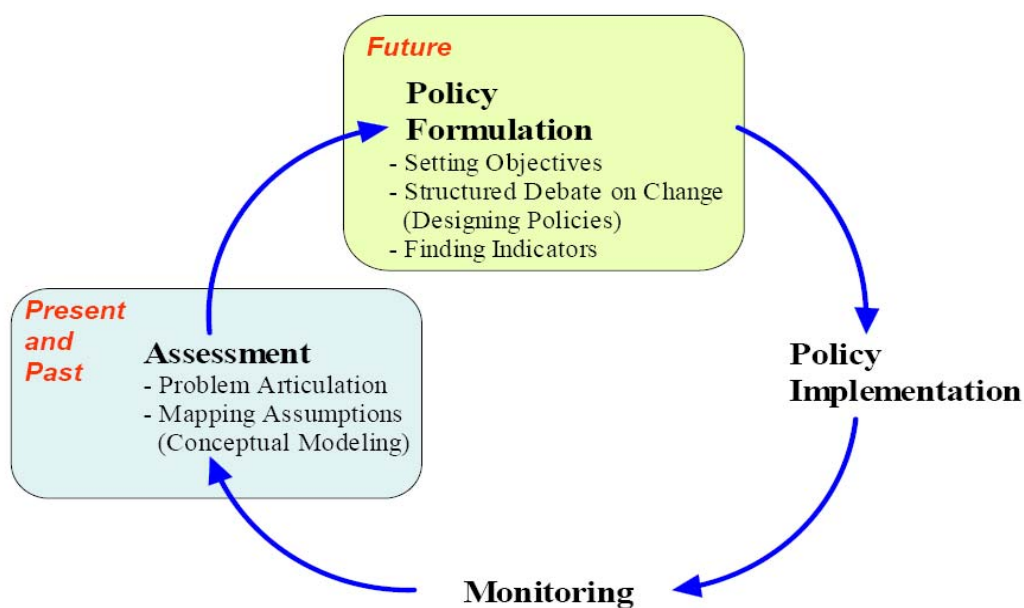 Future
Policy
Formulation
- Setting Objectives
- Structured Debate on Change
(Designing Policies)
- Finding Indicators
Present
and
Past
Assessment
- Problem Articulation
- Mapping Assumptions
(Conceptual Modeling)
Policy
Implementation
Monitoring